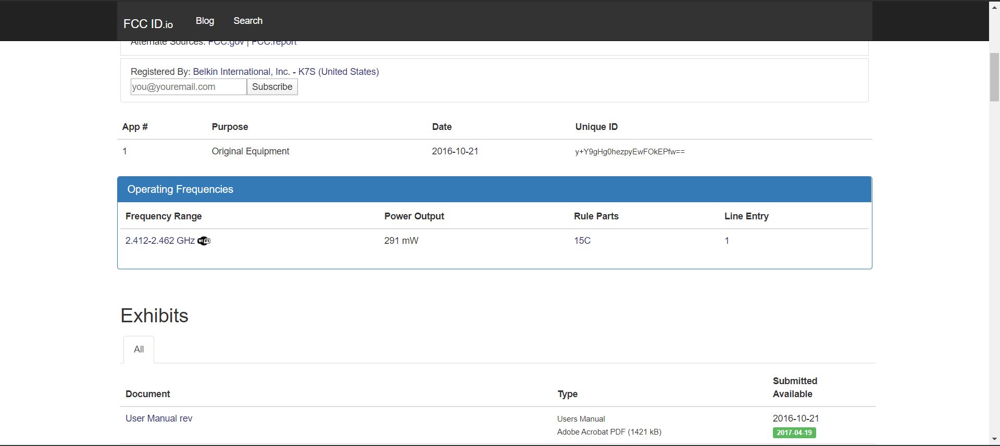 FCC ID.io Blog Search
Alternate Sources: FCC.gov | FCC.report
Registered By: Belkin International, Inc. - K7S (United States)
you@youremail.com Subscribe
App # Purpose Date Unique ID
1 Original Equipment 2016-10-21 y+Y9gHg0hezpyEwFOkEPfw==
Operating Frequencies
Frequency Range Power Output Rule Parts Line Entry
2.412-2.462 GHz WiFi 291 mW 15C 1
Exhibits
All
Document Type Submitted
Available
User Manual rev Users Manual 2016-10-21
Adobe Acrobat PDF (1421 kB) 2017-04-19